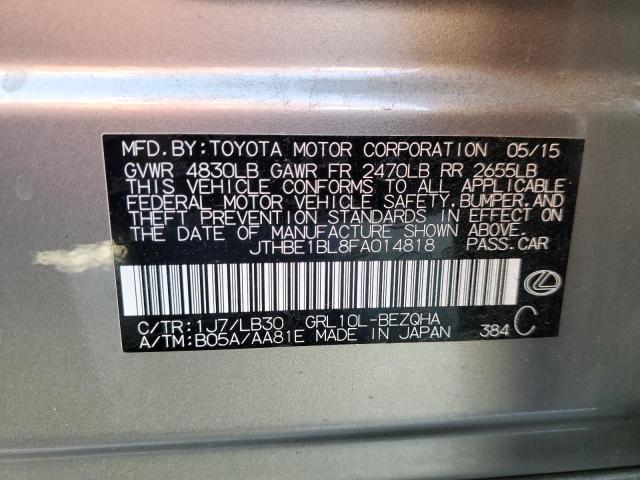 MFD. BY: TOYOTA MOTOR CORPORATION 05/15
GVWR 4830LB GAWR FR 2470LB RR 2655LB
THIS VEHICLE CONFORMS TO ALL APPLICABLE
FEDERAL MOTOR VEHICLE SAFETY, BUMPER, AND
THEFT PREVENTION STANDARDS IN EFFECT ON
THE DATE OF MANUFACTURE SHOWN ABOVE.
JTHBE1BL8FA014818 PASS. CAR
C/TR: 1J7/LB30 GRL10L-BEZQHA
A/TM: B05A/AA81E MADE IN JAPAN 384 C